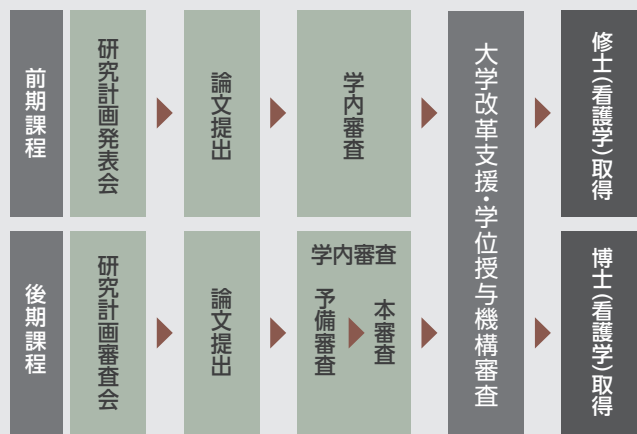 前期課程
研究計画発表会
論文提出
学内審査
大学改革支援・学位授与機構審査
修士(看護学)取得
後期課程
研究計画審査会
論文提出
学内審査
予備審査
本審査
博士(看護学)取得